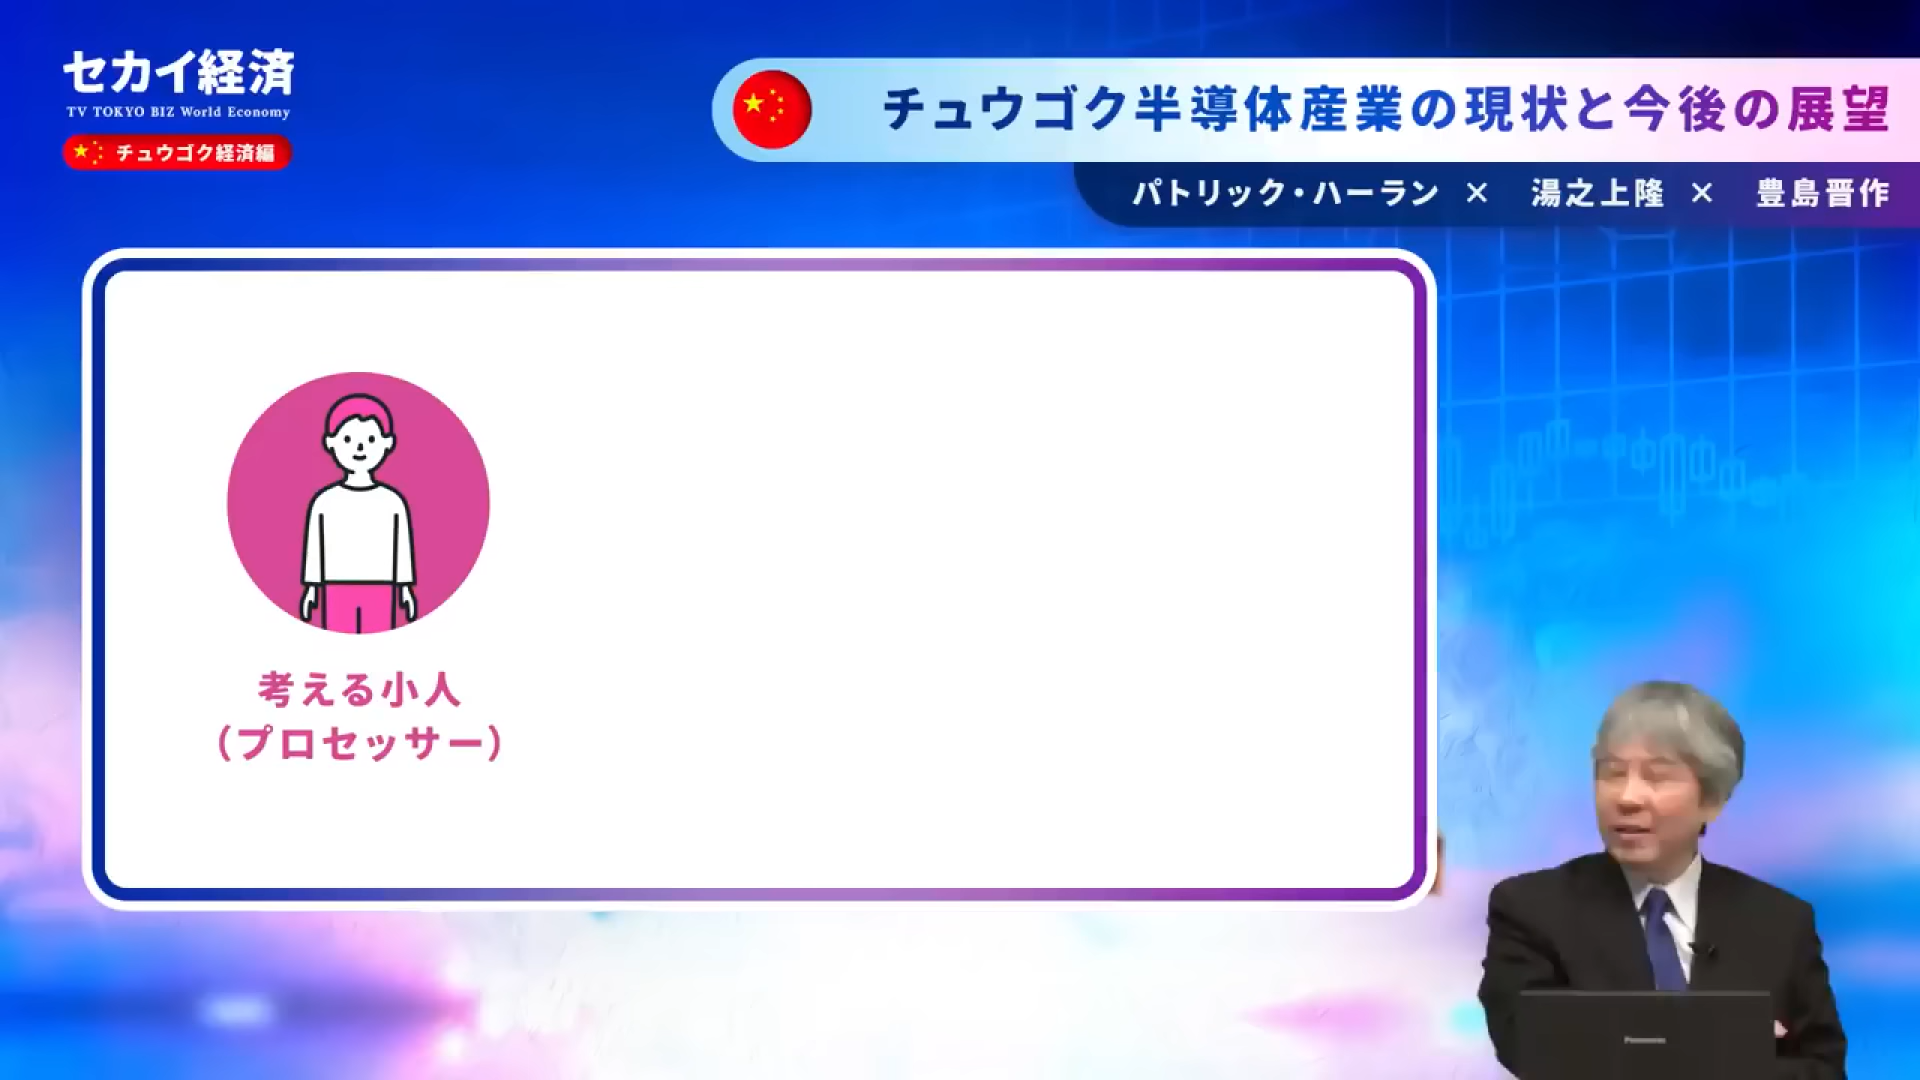 セカイ経済
TV TOKYO BIZ World Economy
チュウゴク経済編
チュウゴク半導体産業の現状と今後の展望
パトリック・ハーラン × 湯之上隆 × 豊島晋作
考える小人
（プロセッサー）
Panasonic